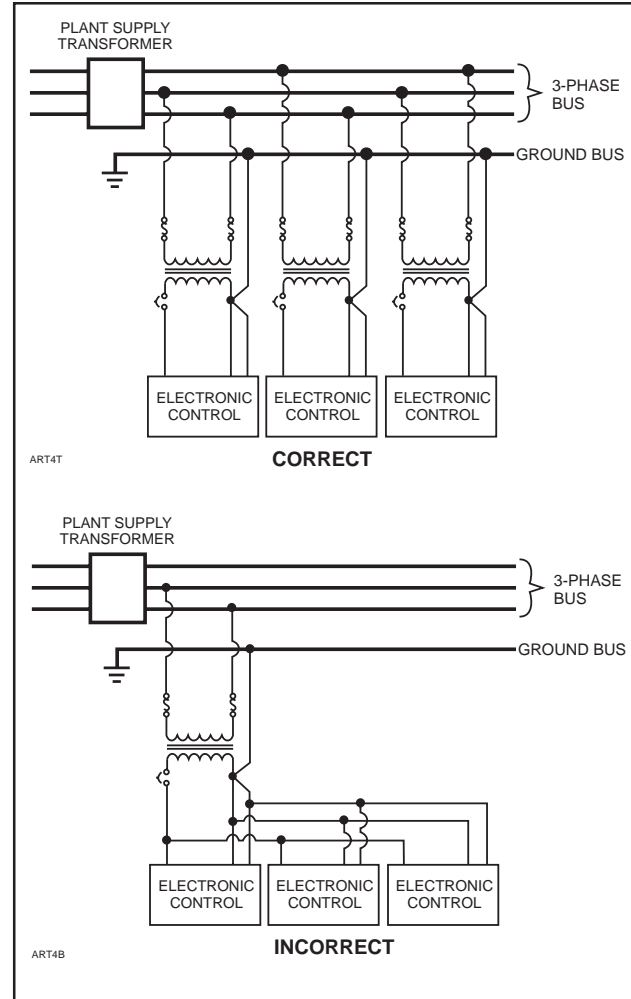 PLANT SUPPLY
TRANSFORMER
3-PHASE
BUS
GROUND BUS
ELECTRONIC
CONTROL
ELECTRONIC
CONTROL
ELECTRONIC
CONTROL
ART4T
CORRECT
PLANT SUPPLY
TRANSFORMER
3-PHASE
BUS
GROUND BUS
ELECTRONIC
CONTROL
ELECTRONIC
CONTROL
ELECTRONIC
CONTROL
ART4B
INCORRECT